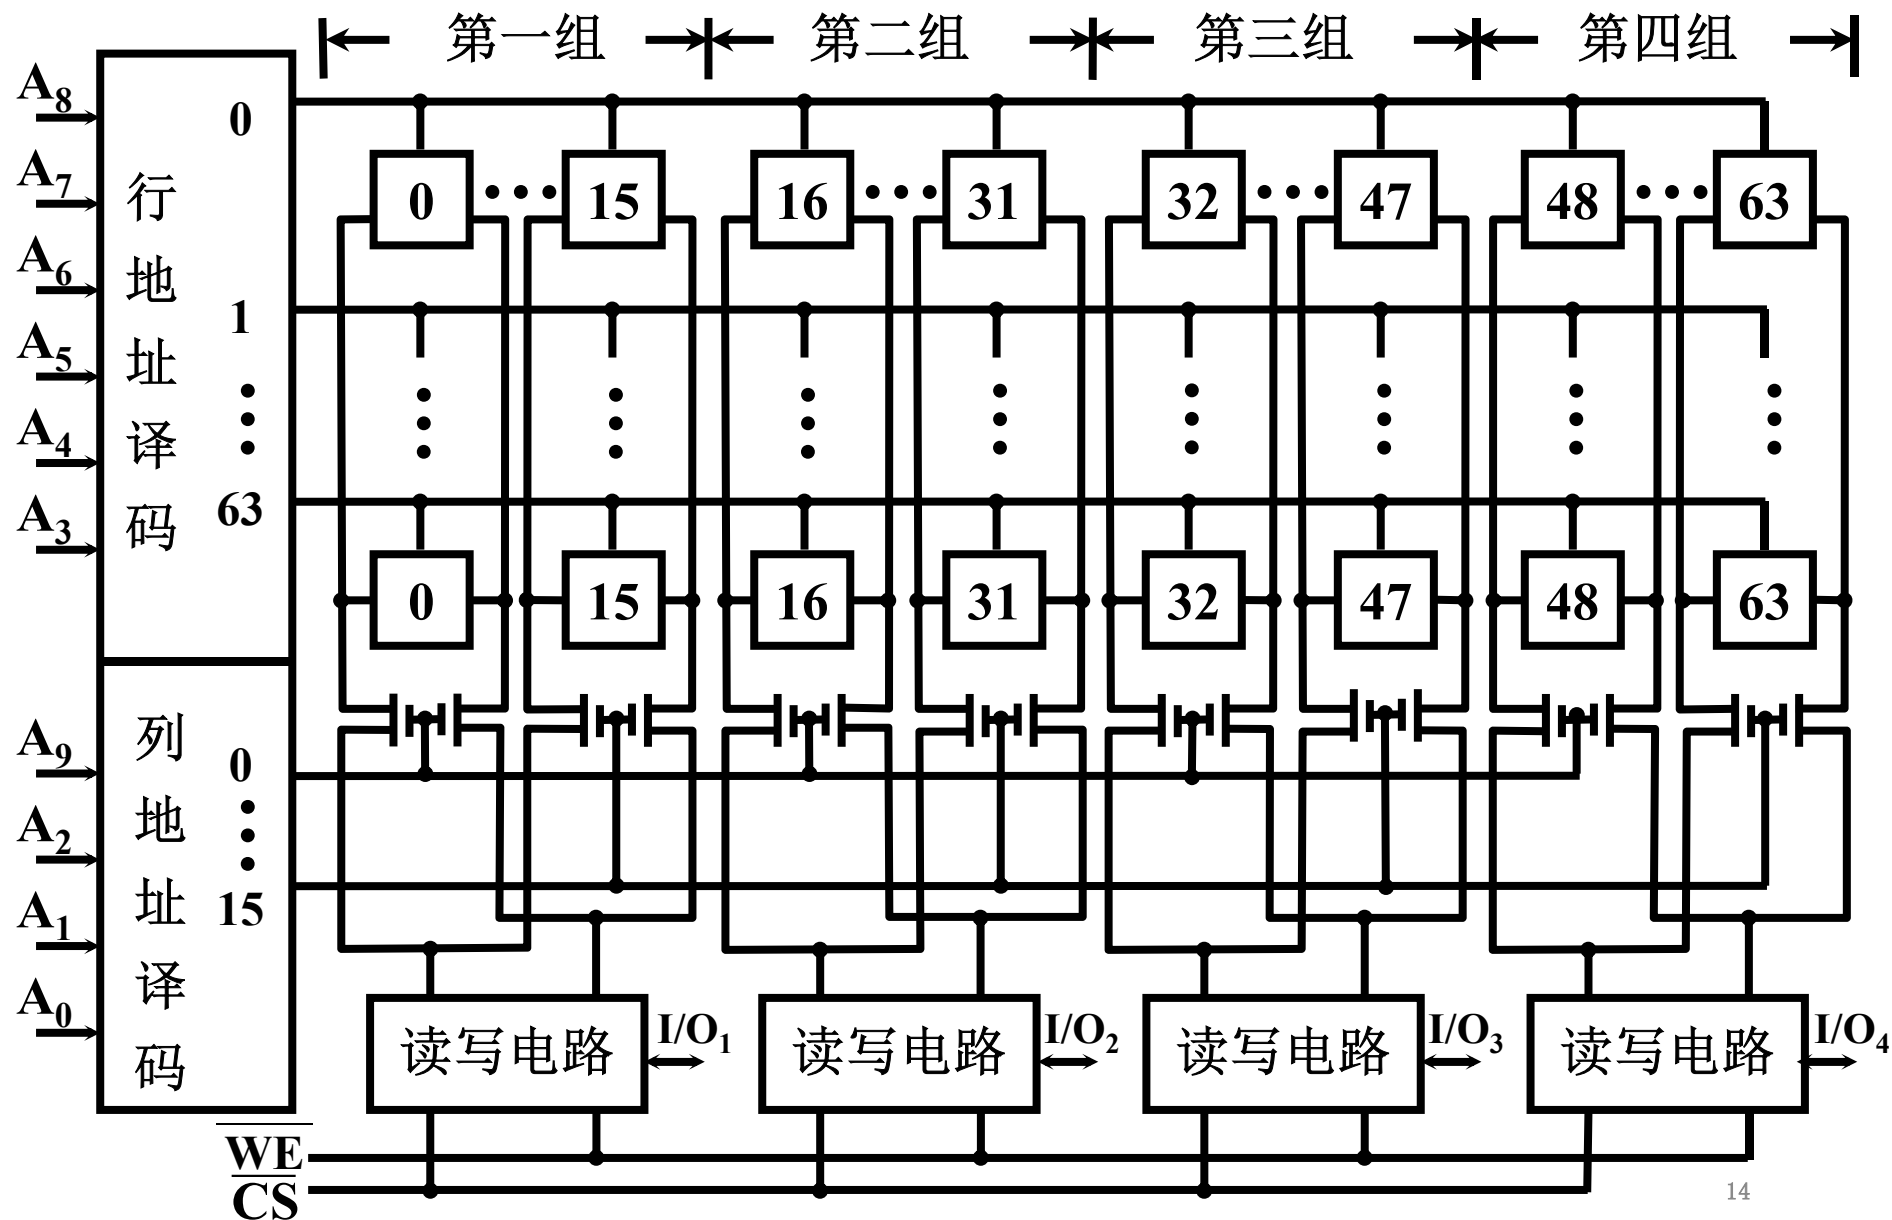 第一组 第二组 第三组 第四组
A8
A7
A6
A5
A4
A3
行地址译码
0
1
63
0 15 16 31 32 47 48 63
0 15 16 31 32 47 48 63
A9
A2
A1
A0
列地址译码
0
15
读写电路 I/O1 读写电路 I/O2 读写电路 I/O3 读写电路 I/O4
WE
CS
14